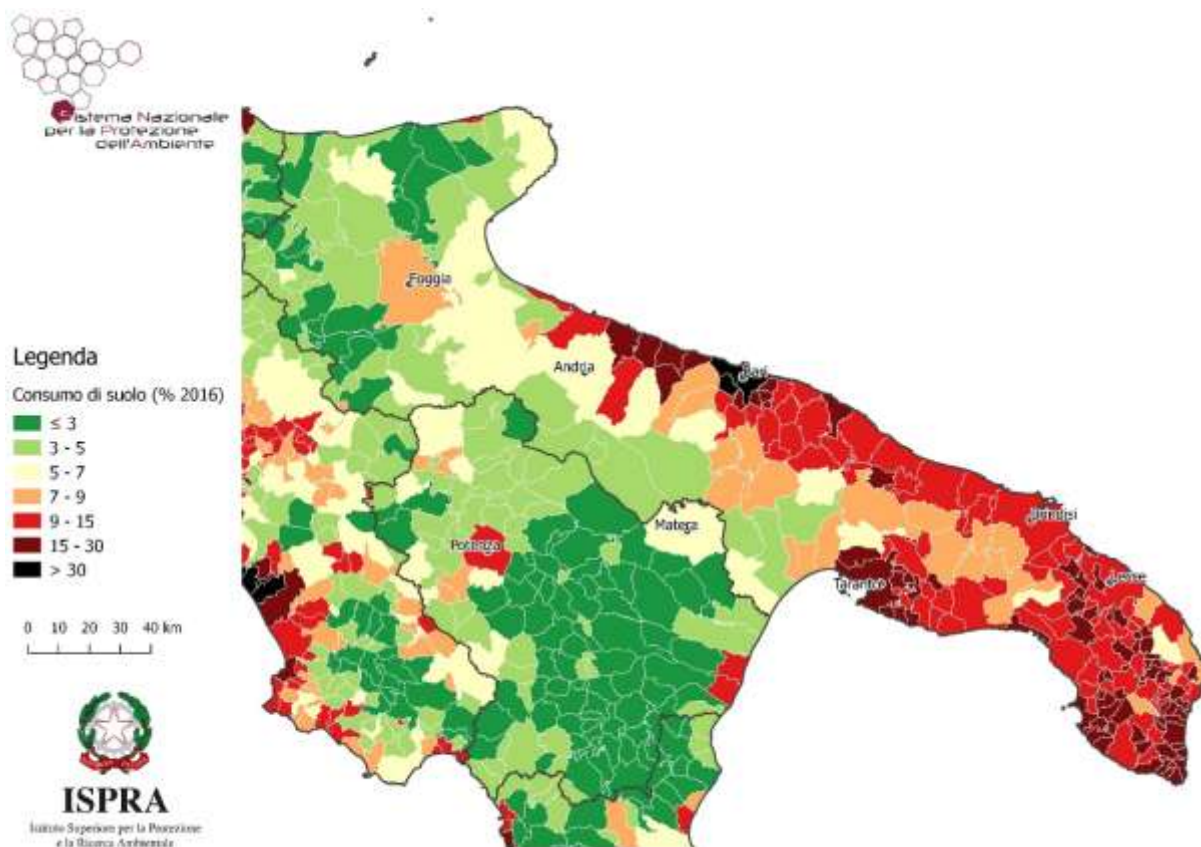 Sistema Nazionale
per la Protezione
dell'Ambiente
Foggia
Andria
Bari
Legenda
Consumo di suolo (% 2016)
≤ 3
3 - 5
5 - 7
7 - 9
9 - 15
15 - 30
> 30
Matera
Brindisi
Potenza
Taranto
Lecce
0 10 20 30 40 km
ISPRA
Istituto Superiore per la Protezione
e la Ricerca Ambientale